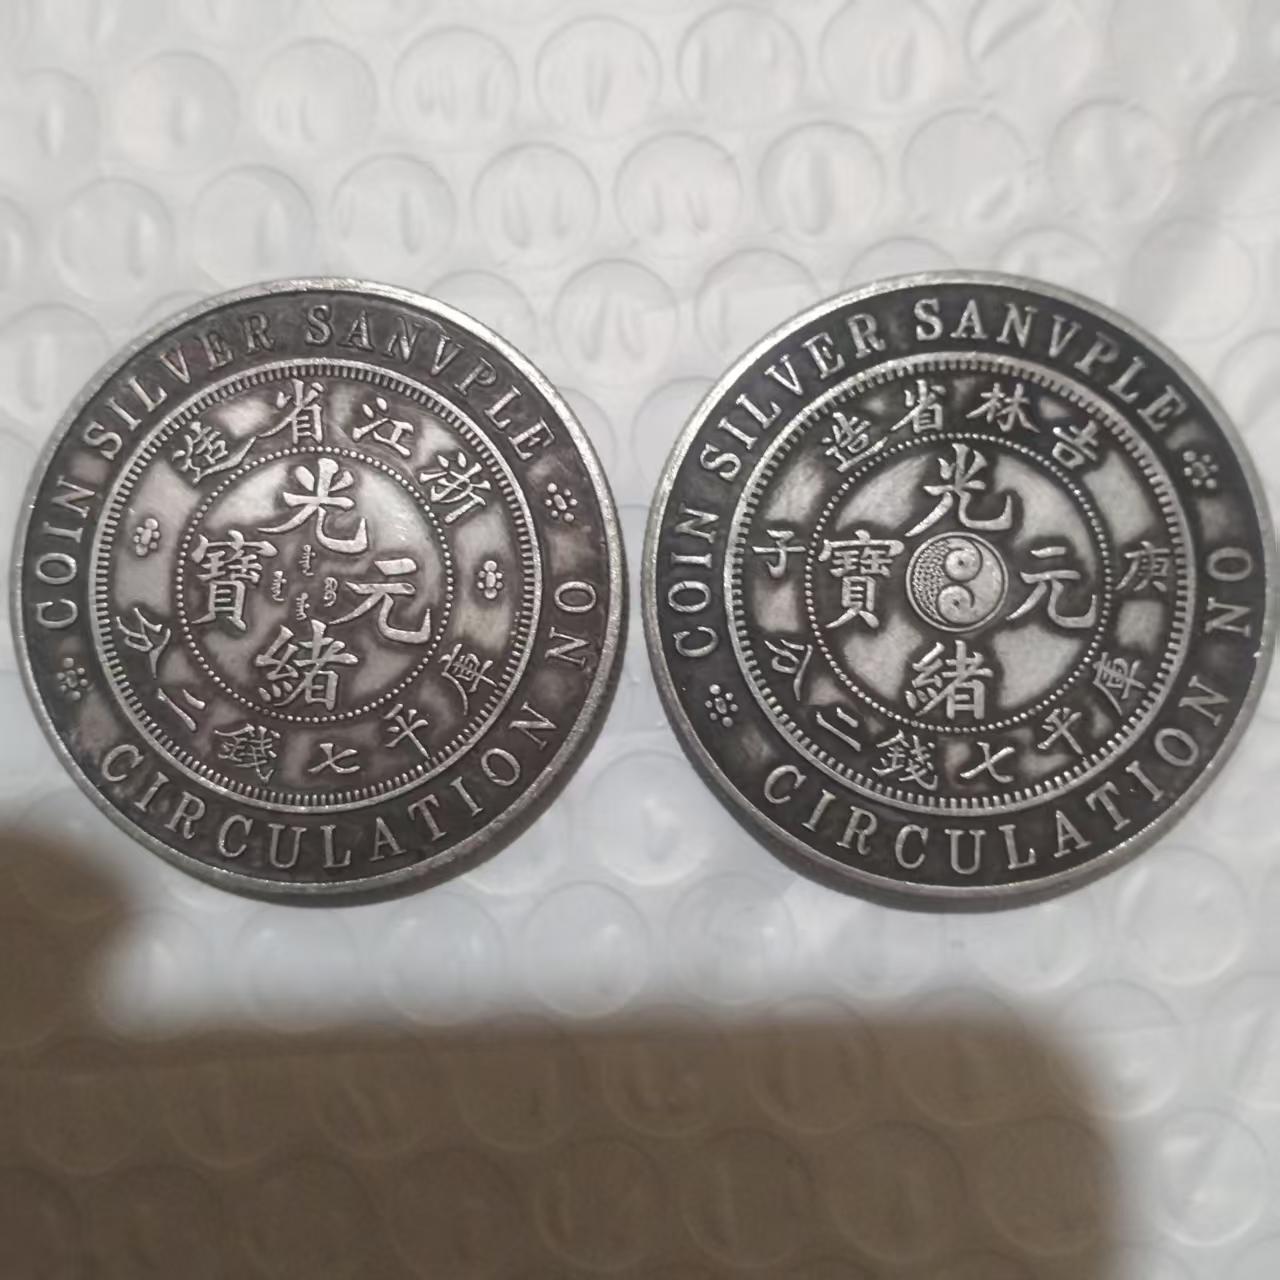 COIN SILVER SANVPLE
浙江省造
光緒元寶
庫平七錢二分
NO CIRCULATION
COIN SILVER SANVPLE
吉林省造
庚子
光緒元寶
庫平七錢二分
NO CIRCULATION